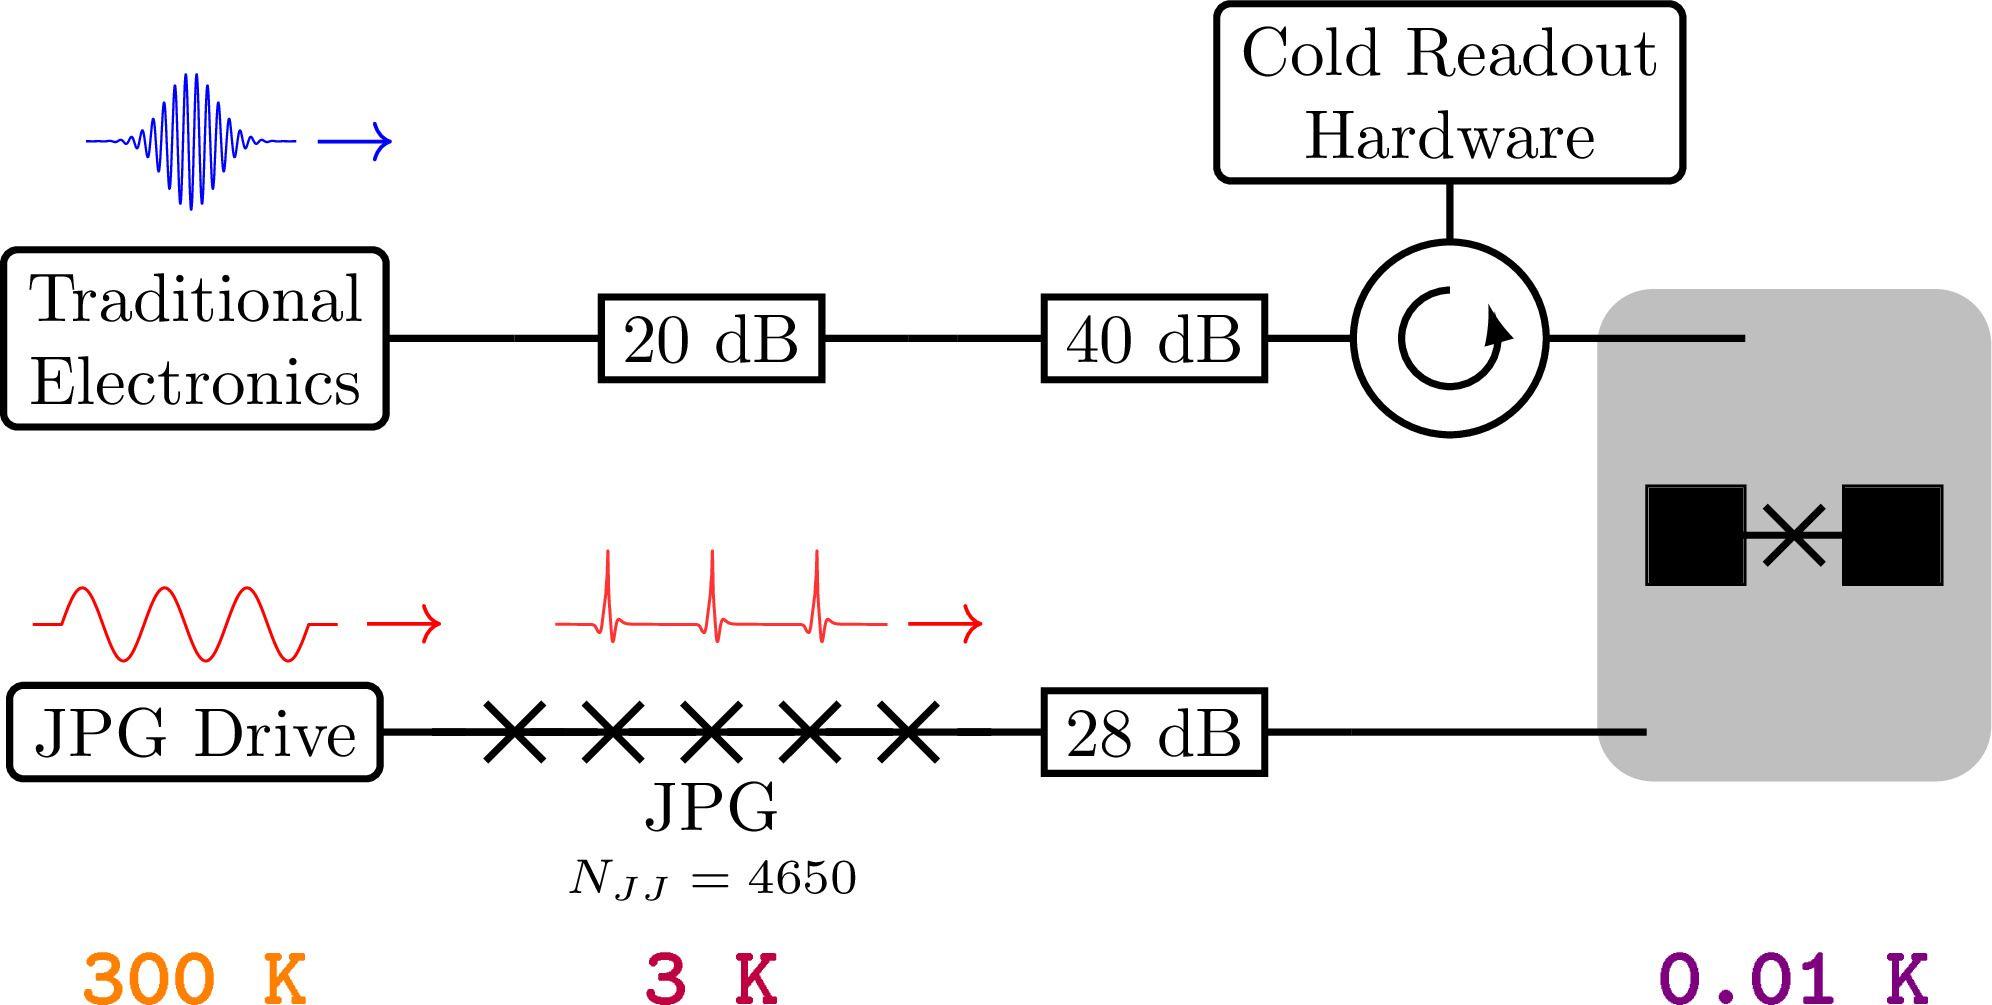 Cold Readout
Hardware
Traditional
Electronics
20 dB
40 dB
JPG Drive
28 dB
JPG
N_{JJ} = 4650
300 K
3 K
0.01 K